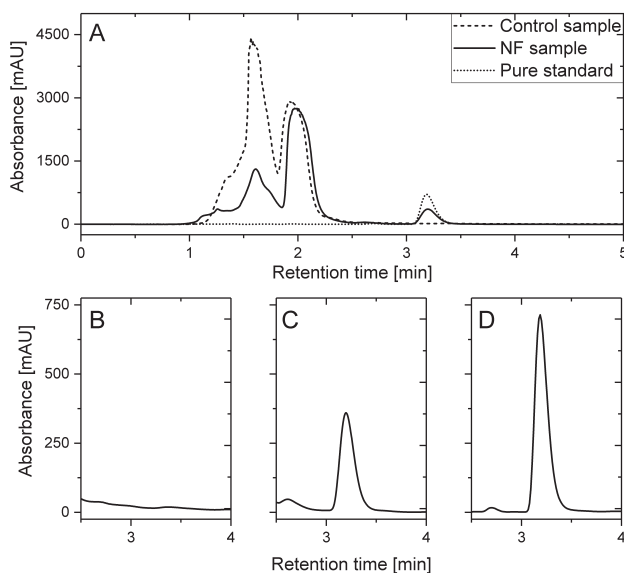 A
Control sample
NF sample
Pure standard
Absorbance [mAU]
4500
3000
1500
0
0 1 2 3 4 5
Retention time [min]
B
C
D
Absorbance [mAU]
750
500
250
0
3 4
3 4
3 4
Retention time [min]